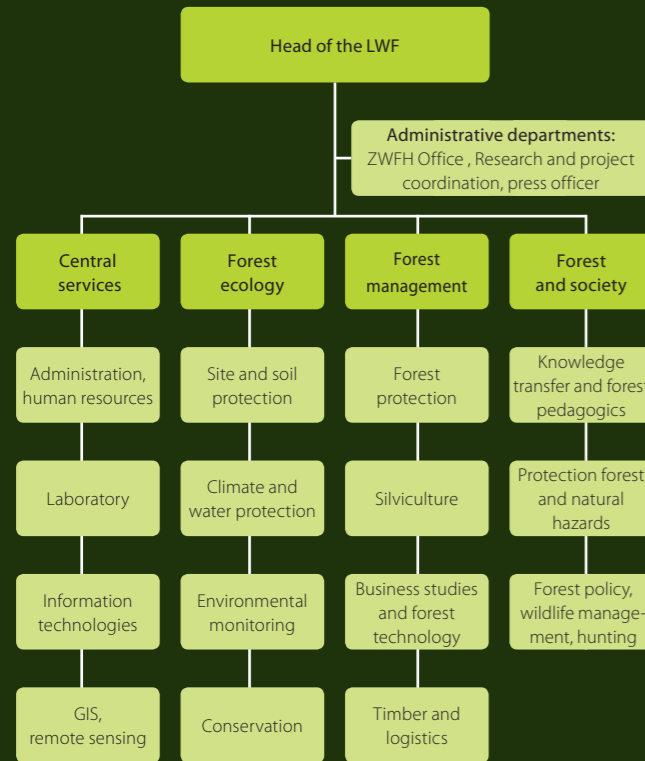 Head of the LWF
Administrative departments:
ZWFH Office , Research and project
coordination, press officer
Central
services
Forest
ecology
Forest
management
Forest
and society
Administration,
human resources
Site and soil
protection
Forest
protection
Knowledge
transfer and forest
pedagogics
Laboratory
Climate and
water protection
Silviculture
Protection forest
and natural
hazards
Information
technologies
Environmental
monitoring
Business studies
and forest
technology
Forest policy,
wildlife manage-
ment, hunting
GIS,
remote sensing
Conservation
Timber and
logistics